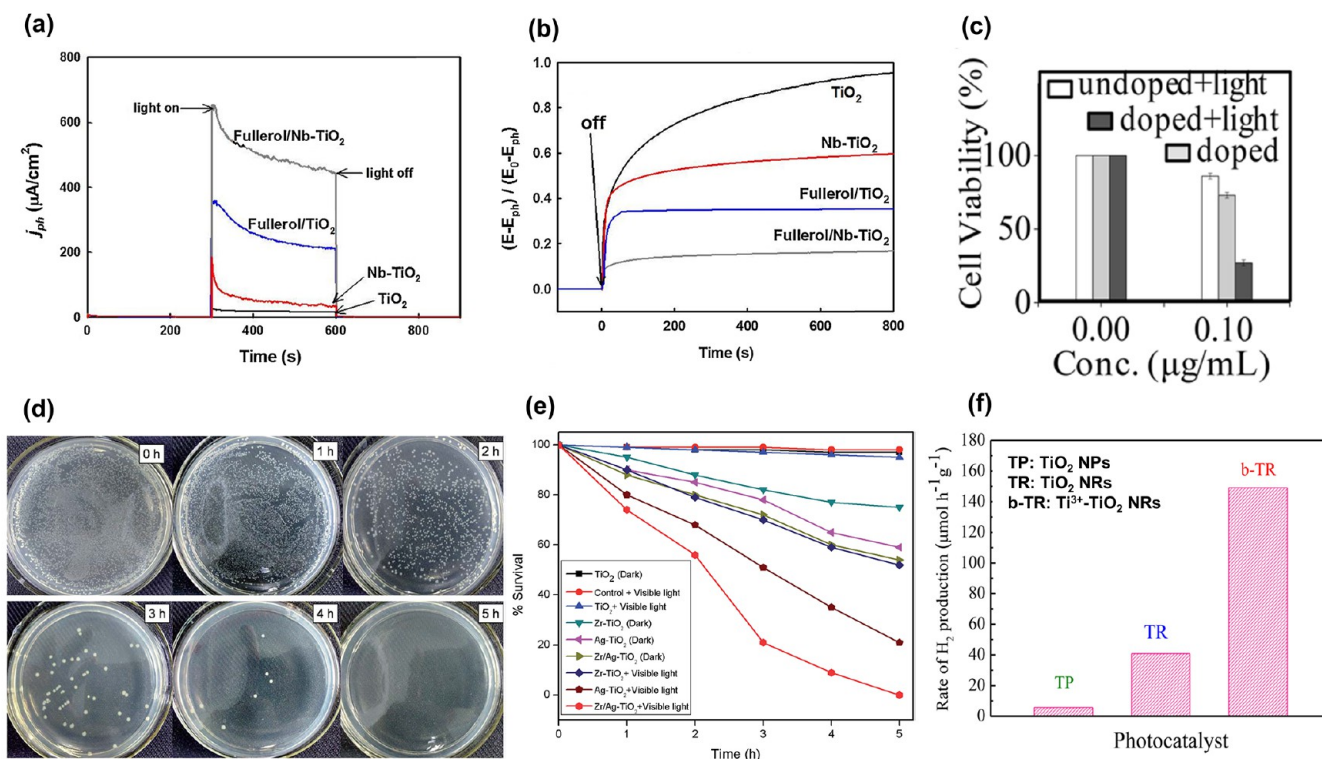 (a)
800
600
400
200
0
0
200
400
600
800
j_ph (μA/cm²)
Time (s)
light on
Fullerol/Nb-TiO₂
light off
Fullerol/TiO₂
Nb-TiO₂
TiO₂
(b)
1.0
0.8
0.6
0.4
0.2
0.0
0
200
400
600
800
(E-E_ph) / (E₀-E_ph)
Time (s)
off
TiO₂
Nb-TiO₂
Fullerol/TiO₂
Fullerol/Nb-TiO₂
(c)
undoped+light
doped+light
doped
100
50
0
Cell Viability (%)
0.00
0.10
Conc. (μg/mL)
(d)
0 h
1 h
2 h
3 h
4 h
5 h
(e)
100
80
60
40
20
0
% Survival
TiO₂ (Dark)
Control + Visible light
TiO₂+ Visible light
Zr-TiO₂ (Dark)
Ag-TiO₂ (Dark)
Zr/Ag-TiO₂ (Dark)
Zr-TiO₂+ Visible light
Ag-TiO₂+Visible light
Zr/Ag-TiO₂+Visible light
0
1
2
3
4
5
Time (h)
(f)
180
160
140
120
100
80
60
40
20
0
Rate of H₂ production (μmol h⁻¹g⁻¹)
TP: TiO₂ NPs
TR: TiO₂ NRs
b-TR: Ti³⁺-TiO₂ NRs
b-TR
TR
TP
Photocatalyst